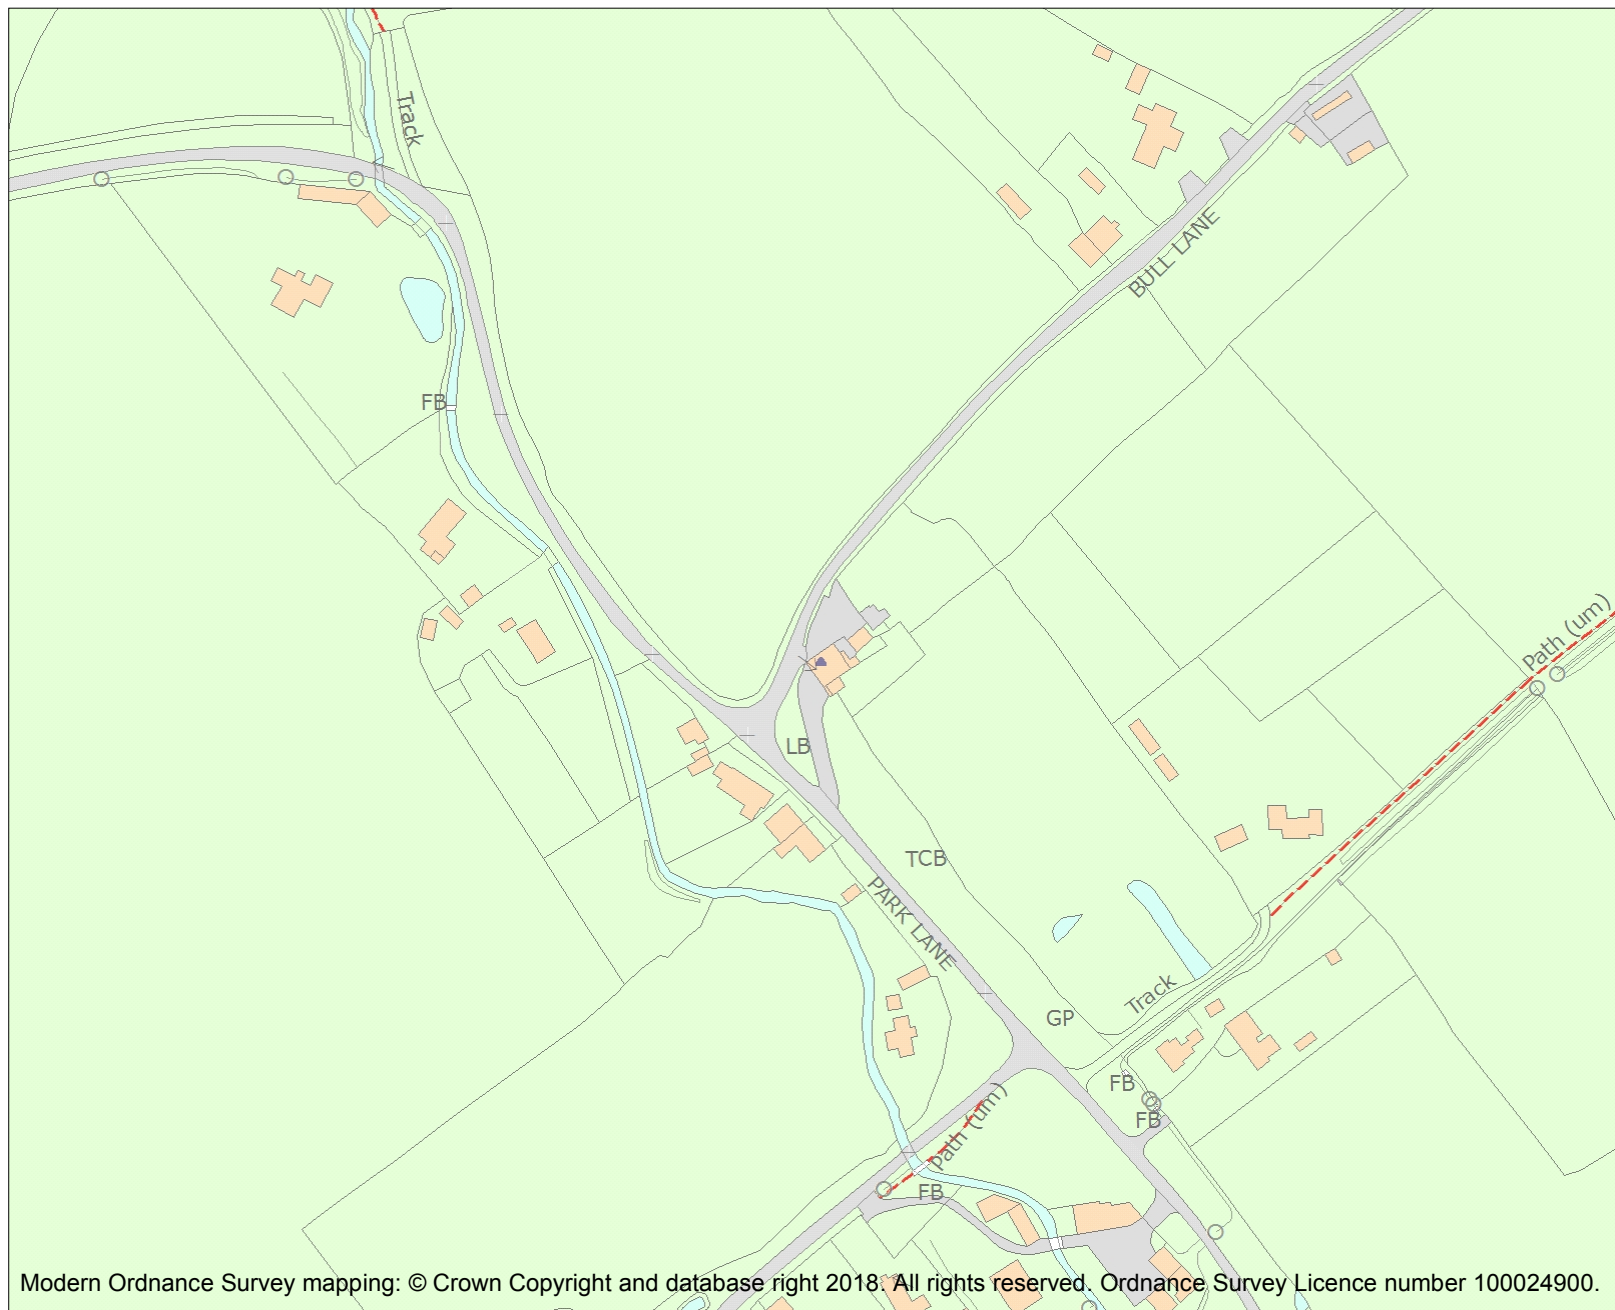 Track
BULL LANE
FB
Path (um)
LB
TCB
PARK LANE
Track
GP
FB
FB
Path (um)
FB
Modern Ordnance Survey mapping: © Crown Copyright and database right 2018. All rights reserved. Ordnance Survey Licence number 100024900.